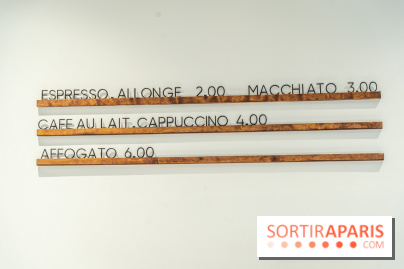 ESPRESSO, ALLONGE 2,00 MACCHIATO 3.00
CAFE AU LAIT, CAPPUCCINO 4.00
AFFOGATO 6.00
SORTIRAPARIS
.COM